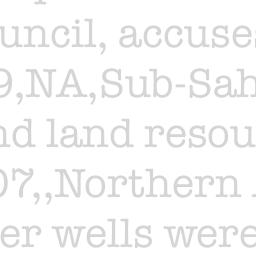 uncil, accuse
9,NA,Sub-Sah
nd land resou
07,,Northern
er wells were